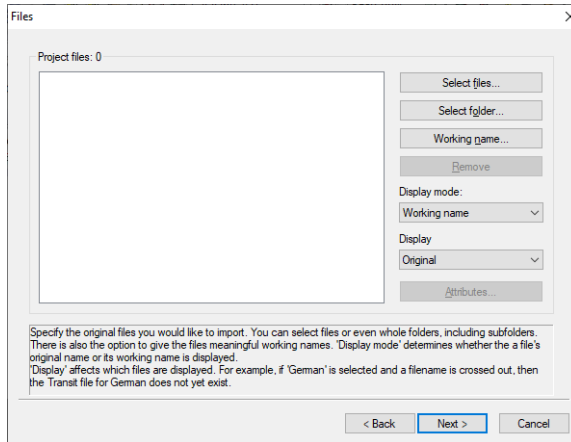 Files
Project files: 0
Select files...
Select folder...
Working name...
Remove
Display mode:
Working name
Display
Original
Attributes...
Specify the original files you would like to import. You can select files or even whole folders, including subfolders.
There is also the option to give the files meaningful working names. 'Display mode' determines whether the a file's
original name or its working name is displayed.
'Display' affects which files are displayed. For example, if 'German' is selected and a filename is crossed out, then
the Transit file for German does not yet exist.
< Back
Next >
Cancel